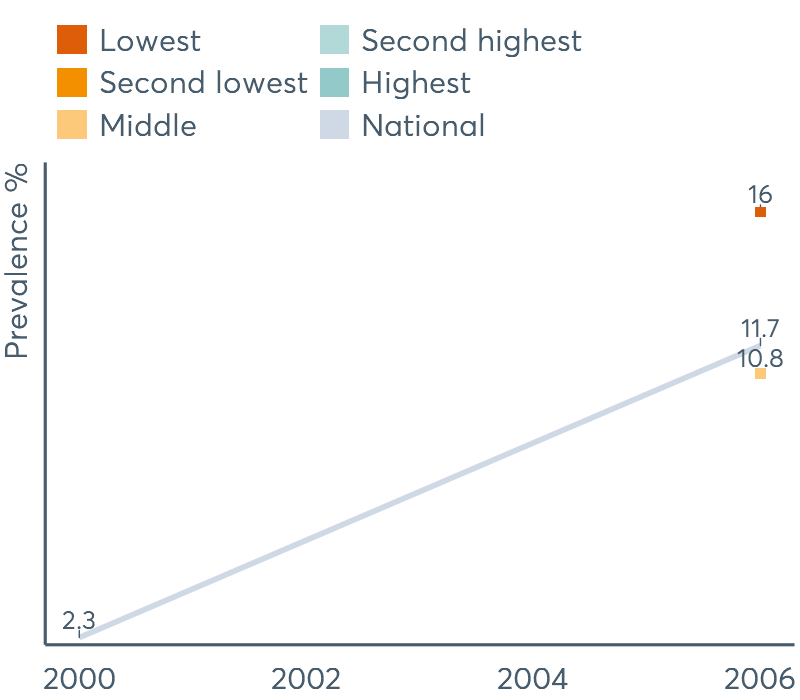 Lowest
Second lowest
Middle
Second highest
Highest
National
Prevalence %
16
11.7
10.8
2.3
2000 2002 2004 2006